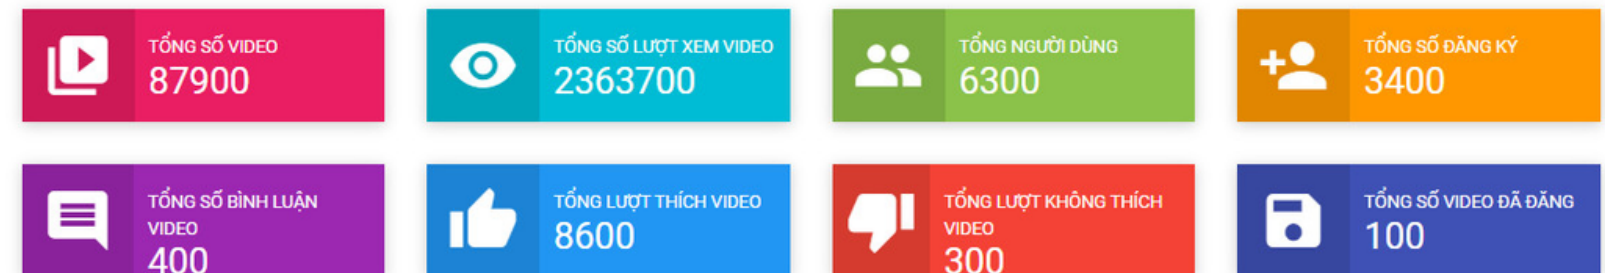 TỔNG SỐ VIDEO
87900
TỔNG SỐ LƯỢT XEM VIDEO
2363700
TỔNG NGƯỜI DÙNG
6300
TỔNG SỐ ĐĂNG KÝ
3400
TỔNG SỐ BÌNH LUẬN
VIDEO
400
TỔNG LƯỢT THÍCH VIDEO
8600
TỔNG LƯỢT KHÔNG THÍCH
VIDEO
300
TỔNG SỐ VIDEO ĐÃ ĐĂNG
100